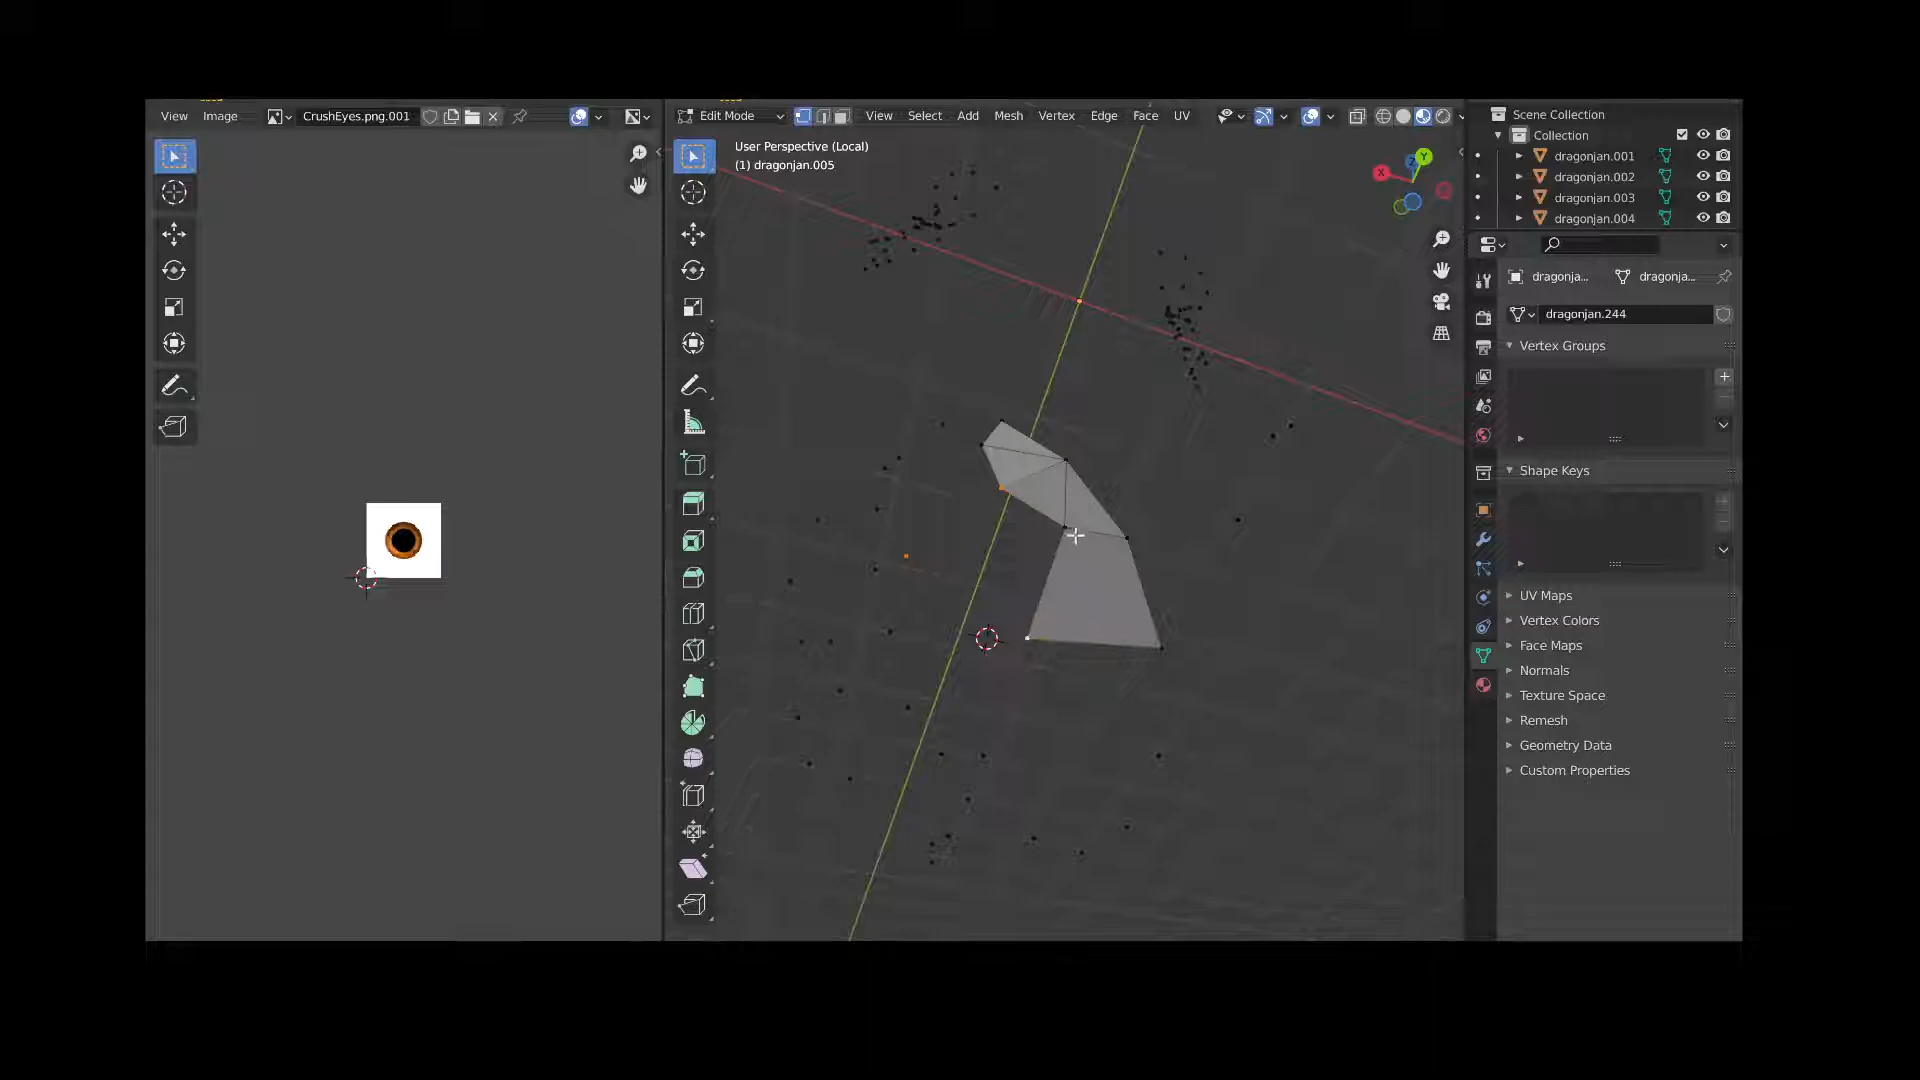 View Image CrushEyes.png.001
Edit Mode View Select Add Mesh Vertex Edge Face UV
User Perspective (Local)
(1) dragonjan.005
X
Y
Z
Scene Collection
Collection
dragonjan.001
dragonjan.002
dragonjan.003
dragonjan.004
dragonja... dragonja...
dragonjan.244
Vertex Groups
Shape Keys
UV Maps
Vertex Colors
Face Maps
Normals
Texture Space
Remesh
Geometry Data
Custom Properties